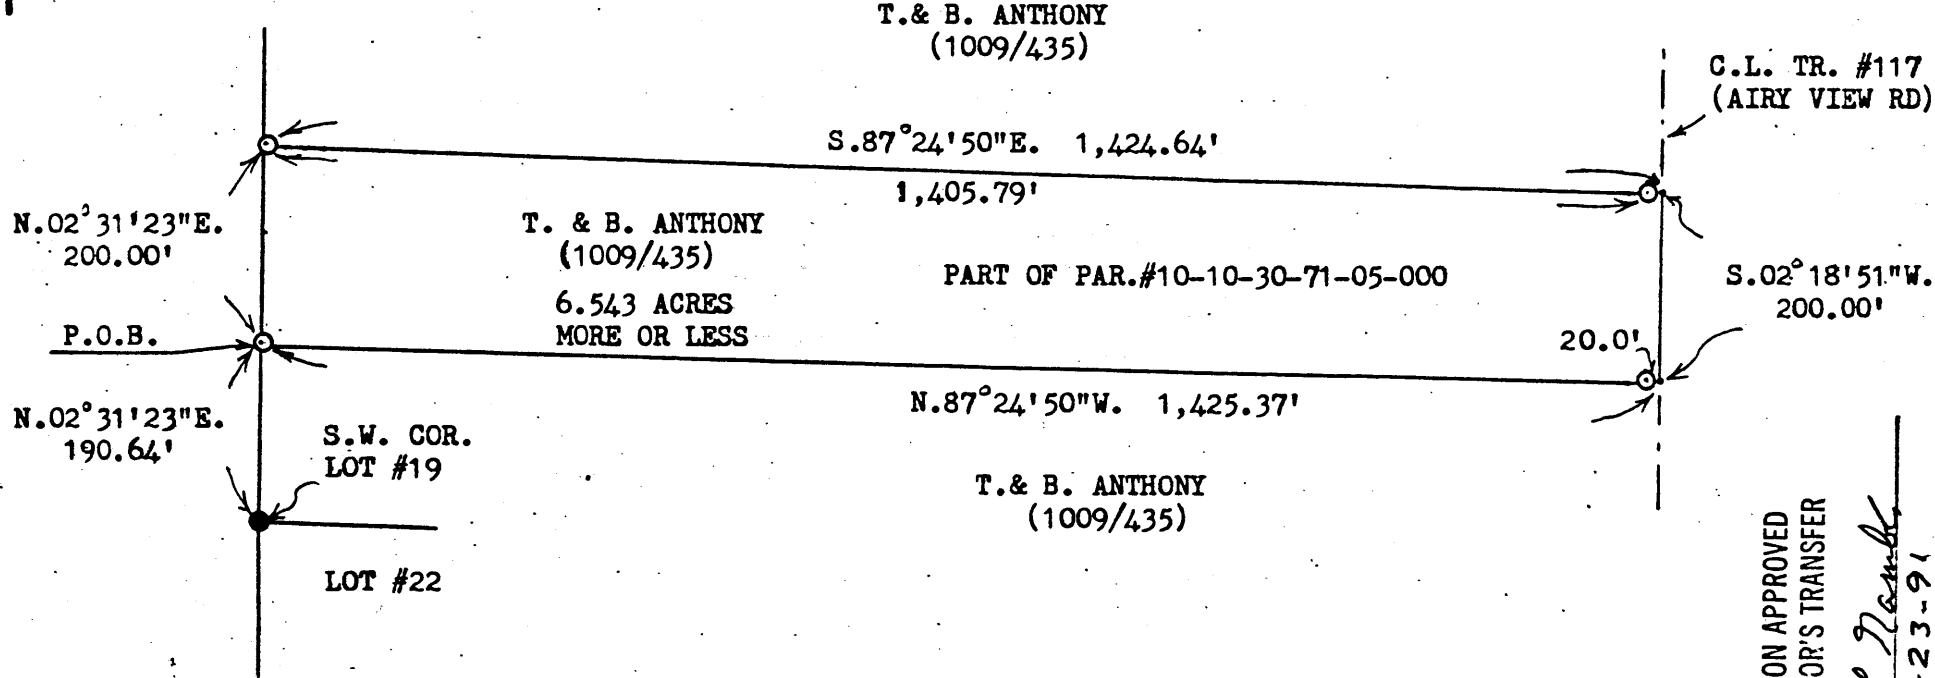 T.& B. ANTHONY
(1009/435)
C.L. TR. #117
(AIRY VIEW RD)
S.87°24'50"E. 1,424.64'
1,405.79'
N.02°31'23"E.
200.00'
T. & B. ANTHONY
(1009/435)
6.543 ACRES
MORE OR LESS
PART OF PAR.#10-10-30-71-05-000
S.02°18'51"W.
200.00'
P.O.B.
20.0'
N.87°24'50"W. 1,425.37'
N.02°31'23"E.
190.64'
S.W. COR.
LOT #19
T.& B. ANTHONY
(1009/435)
LOT #22
ON APPROVED
OR'S TRANSFER
23-91